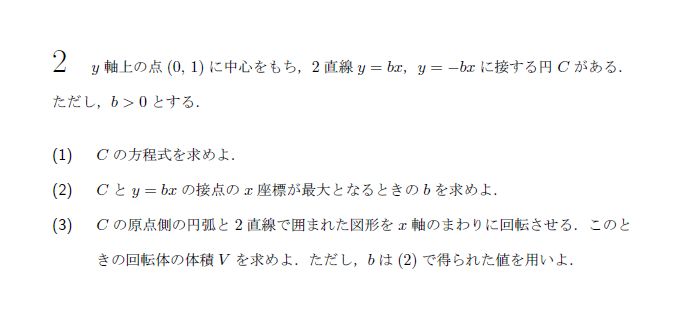 2 y 軸上の点 (0, 1) に中心をもち，2 直線 y = bx，y = −bx に接する円 C がある．
ただし，b > 0 とする．
(1) C の方程式を求めよ．
(2) C と y = bx の接点の x 座標が最大となるときの b を求めよ．
(3) C の原点側の円弧と 2 直線で囲まれた図形を x 軸のまわりに回転させる．このと
きの回転体の体積 V を求めよ．ただし，b は (2) で得られた値を用いよ．